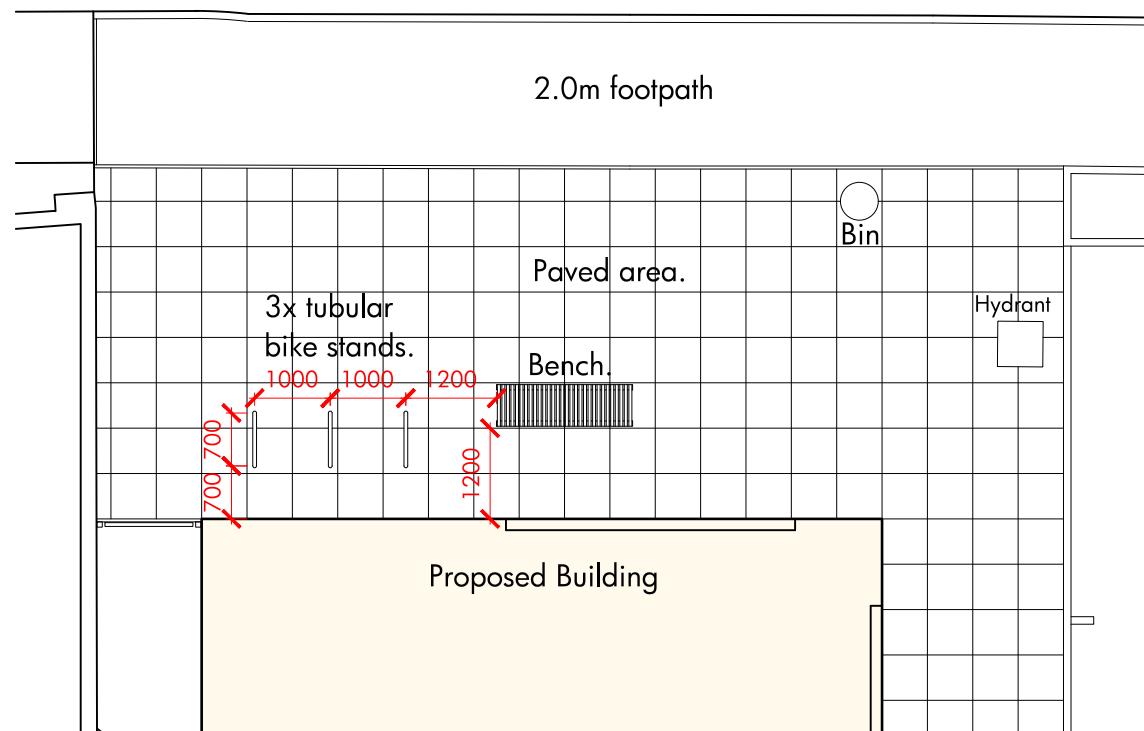 2.0m footpath
Bin
Paved area.
Hydrant
3x tubular
bike stands.
Bench.
1000
1000
1200
700
700
1200
Proposed Building